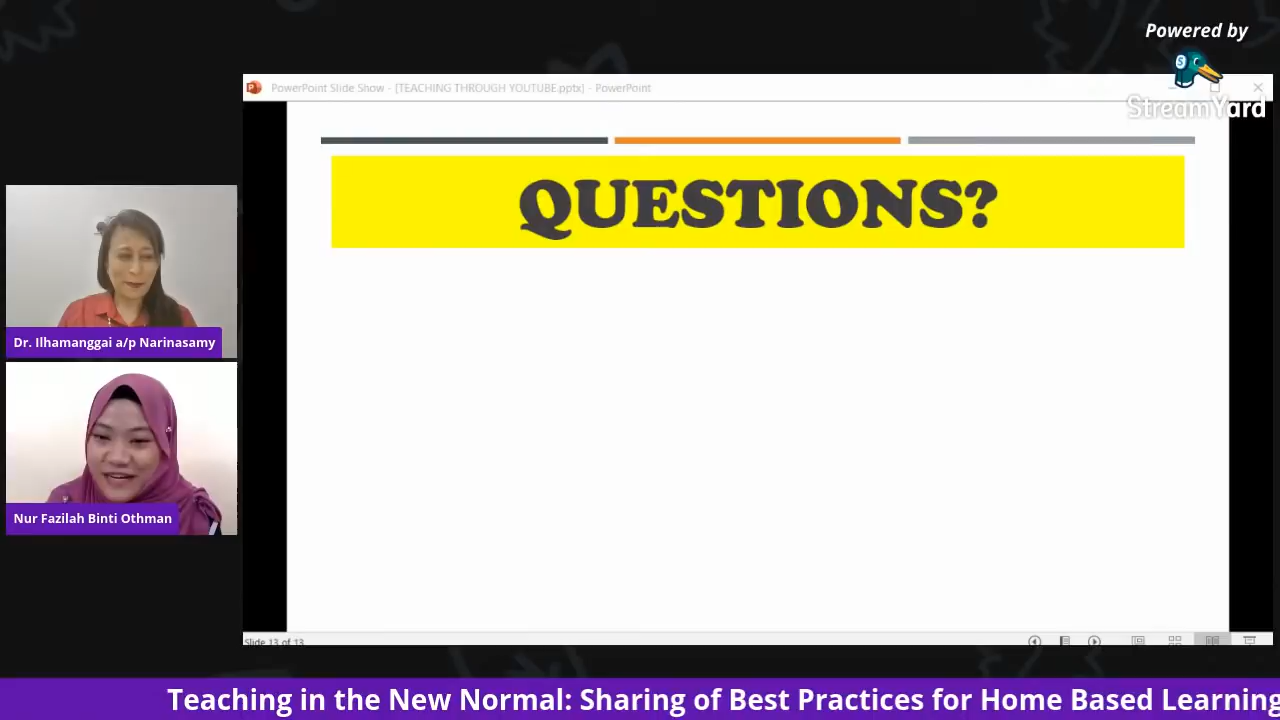 Powered by
StreamYard
PowerPoint Slide Show - [TEACHING THROUGH YOUTUBE.pptx] - PowerPoint
QUESTIONS?
Dr. Ilhamanggai a/p Narinasamy
Nur Fazilah Binti Othman
Slide 13 of 13
Teaching in the New Normal: Sharing of Best Practices for Home Based Learning